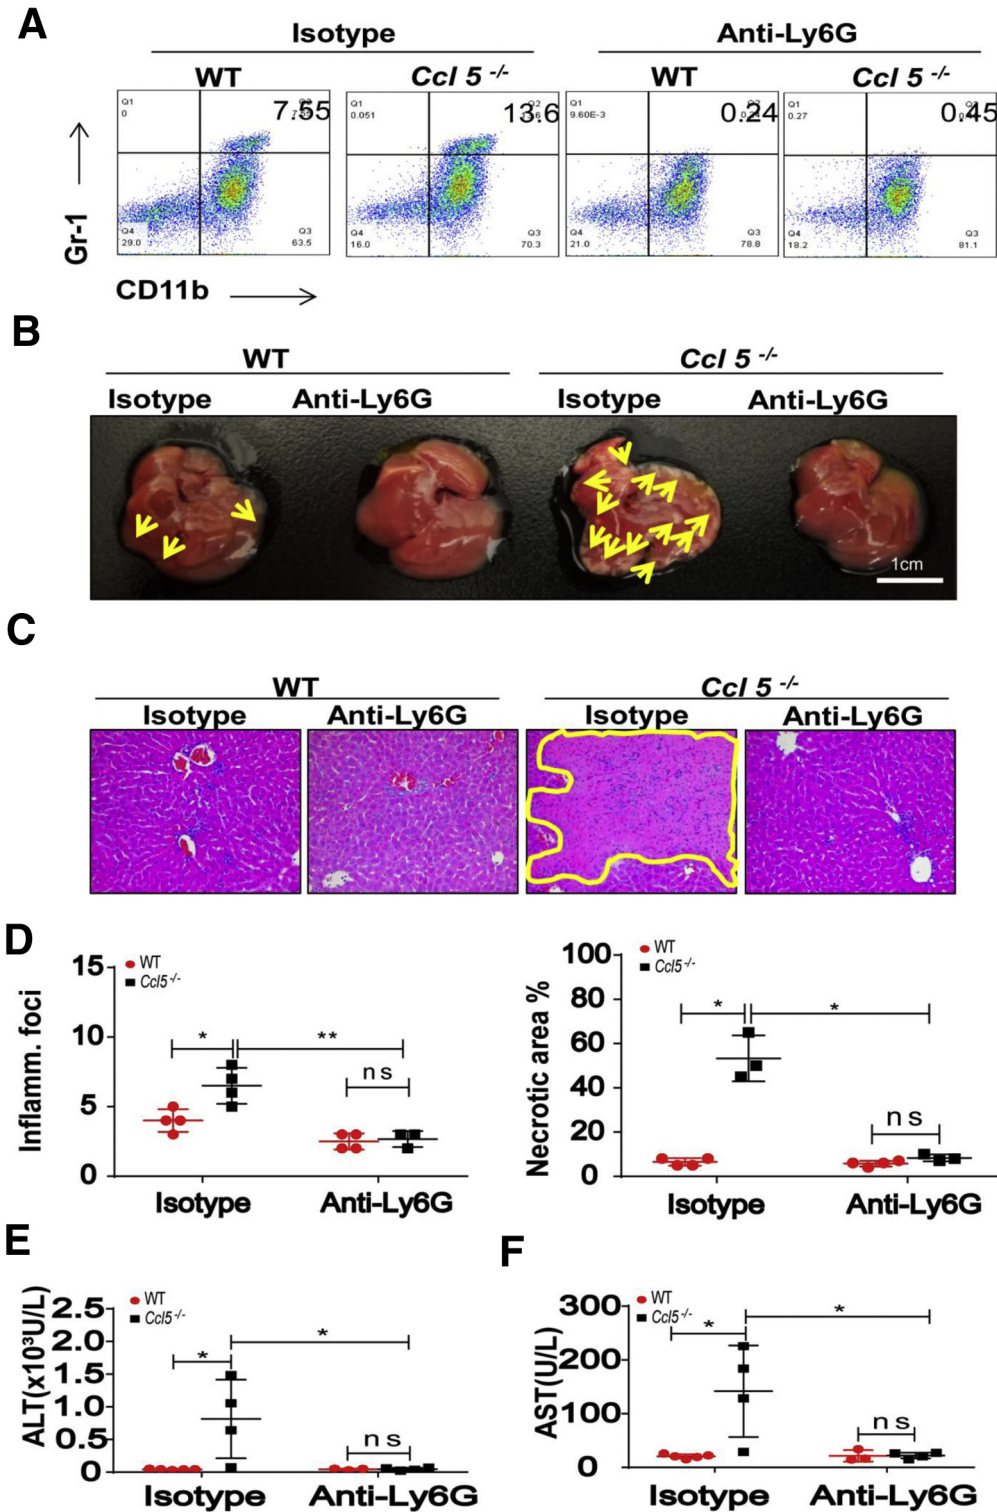 A
Isotype
Anti-Ly6G
WT
Ccl 5 -/-
WT
Ccl 5 -/-
Q1
0
7.55
Q1
0.051
Q2
13.6
Q1
9.60E-3
0.24
Q1
0.27
0.45
Q4
29.0
Q3
63.5
Q4
16.0
Q3
70.3
Q4
21.0
Q3
78.8
Q4
18.2
Q3
81.1
Gr-1
CD11b
B
WT
Ccl 5 -/-
Isotype
Anti-Ly6G
Isotype
Anti-Ly6G
1cm
C
WT
Ccl 5 -/-
Isotype
Anti-Ly6G
Isotype
Anti-Ly6G
D
Inflamm. foci
15
10
5
0
WT
Ccl5-/-
*
**
ns
Isotype
Anti-Ly6G
Necrotic area %
100
80
60
40
20
0
WT
Ccl5-/-
*
*
ns
Isotype
Anti-Ly6G
E
ALT(x10³U/L)
2.5
2.0
1.5
1.0
0.5
0
WT
Ccl5-/-
*
*
ns
Isotype
Anti-Ly6G
F
AST(U/L)
300
200
100
0
WT
Ccl5-/-
*
*
ns
Isotype
Anti-Ly6G